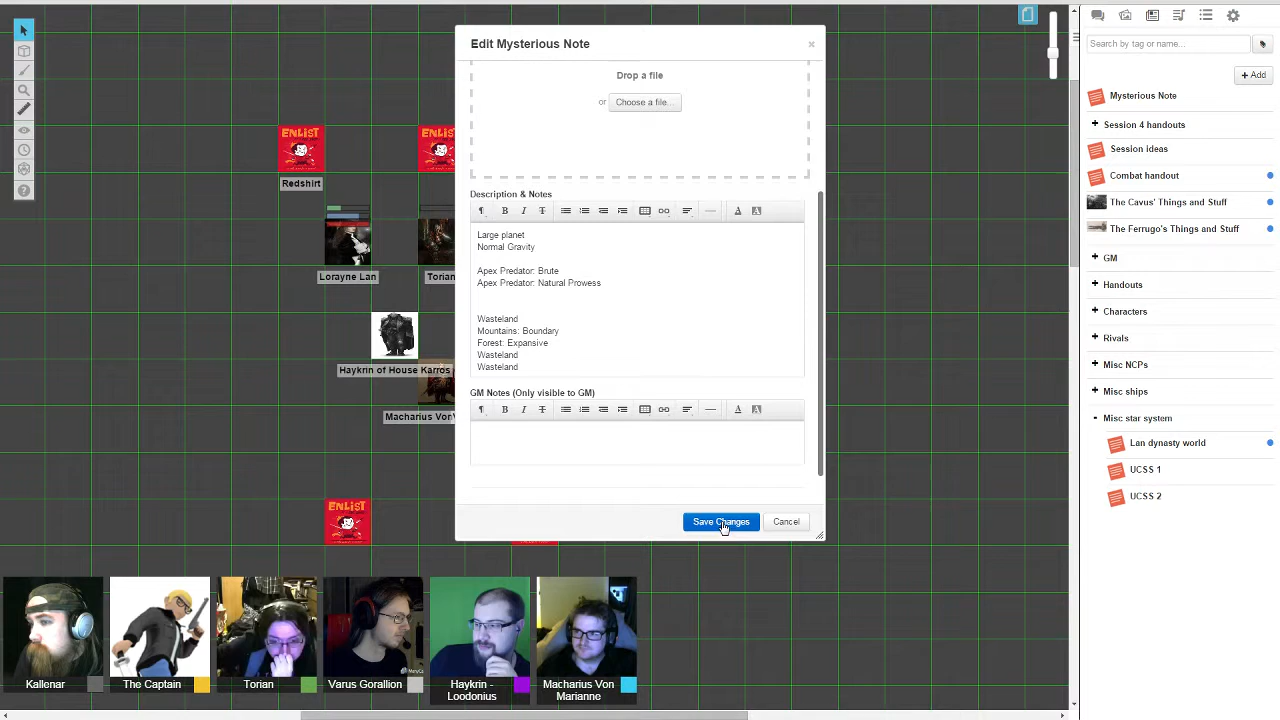 ENLIST
ENLIST
Redshirt
Lorayne Lan
Torian
Haykrin of House Karros
Macharius Von
ENLIST
Edit Mysterious Note
×
Drop a file
or Choose a file...
Description & Notes
Large planet
Normal Gravity
Apex Predator: Brute
Apex Predator: Natural Prowess
Wasteland
Mountains: Boundary
Forest: Expansive
Wasteland
Wasteland
GM Notes (Only visible to GM)
Save Changes
Cancel
Search by tag or name...
+ Add
Mysterious Note
+ Session 4 handouts
Session ideas
Combat handout
The Cavus' Things and Stuff
The Ferrugo's Things and Stuff
+ GM
+ Handouts
+ Characters
+ Rivals
+ Misc NCPs
+ Misc ships
- Misc star system
Lan dynasty world
UCSS 1
UCSS 2
Kallenar
The Captain
Torian
Varus Gorallion
Haykrin -
Loodonius
Macharius Von
Marianne